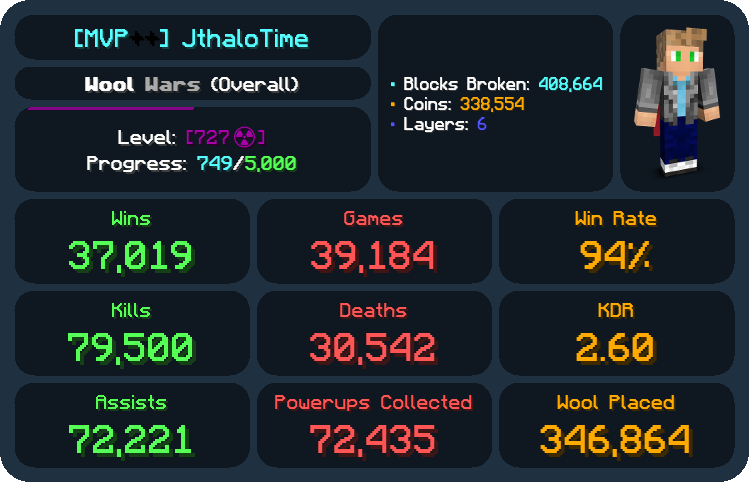 [MVP++] JthaloTime
Wool Wars (Overall)
Level: [727☢]
Progress: 749/5,000
• Blocks Broken: 408,664
• Coins: 338,554
• Layers: 6
Wins
37,019
Games
39,184
Win Rate
94%
Kills
79,500
Deaths
30,542
KDR
2.60
Assists
72,221
Powerups Collected
72,435
Wool Placed
346,864